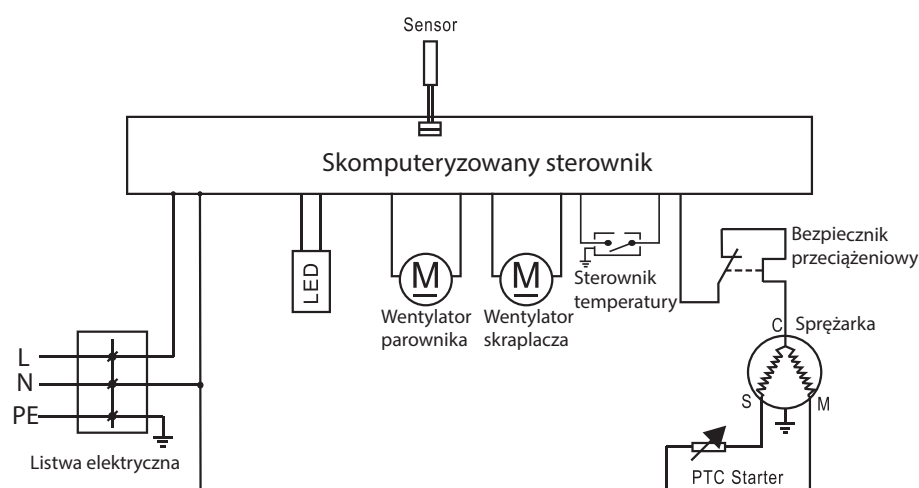 Sensor
Skomputeryzowany sterownik
LED
M
Wentylator
parownika
M
Wentylator
skraplacza
Sterownik
temperatury
Bezpiecznik
przeciążeniowy
C
Sprężarka
S
M
PTC Starter
L
N
PE
Listwa elektryczna